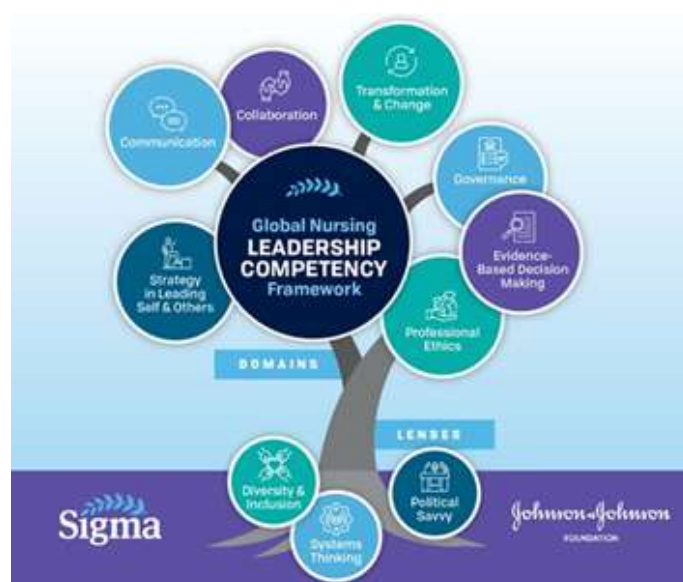 Transformation
& Change
Collaboration
Communication
Governance
Global Nursing
LEADERSHIP
COMPETENCY
Framework
Evidence-
Based Decision
Making
Strategy
in Leading
Self & Others
Professional
Ethics
DOMAINS
LENSES
Diversity &
Inclusion
Political
Savvy
Systems
Thinking
Sigma
Johnson & Johnson
FOUNDATION